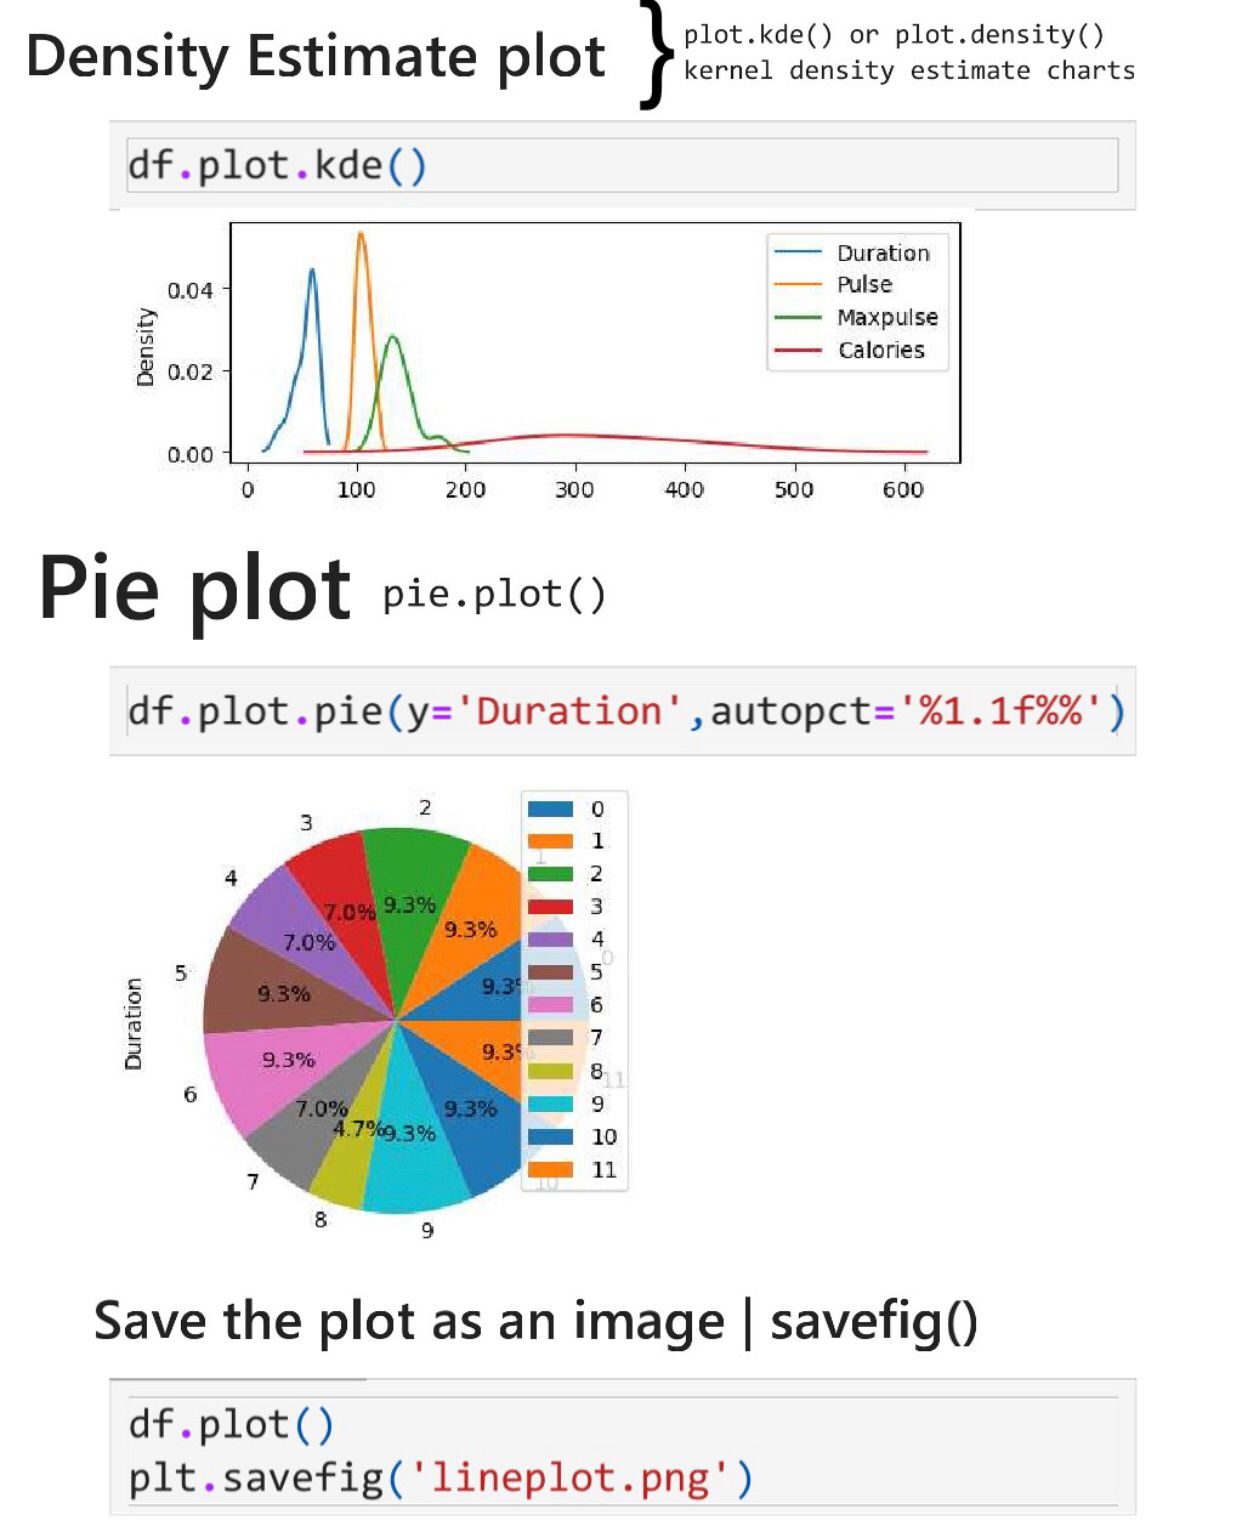 Density Estimate plot
}
plot.kde() or plot.density()
kernel density estimate charts
df.plot.kde()
Density
0.04
0.02
0.00
0 100 200 300 400 500 600
Duration
Pulse
Maxpulse
Calories
Pie plot pie.plot()
df.plot.pie(y='Duration',autopct='%1.1f%%')
Duration
2
3
4
5
6
7
8
9
1
0
11
10
9.3%
7.0%
7.0%
9.3%
9.3%
7.0%
4.7%
9.3%
9.3%
9.3%
9.3%
9.3%
0
1
2
3
4
5
6
7
8
9
10
11
Save the plot as an image | savefig()
df.plot()
plt.savefig('lineplot.png')